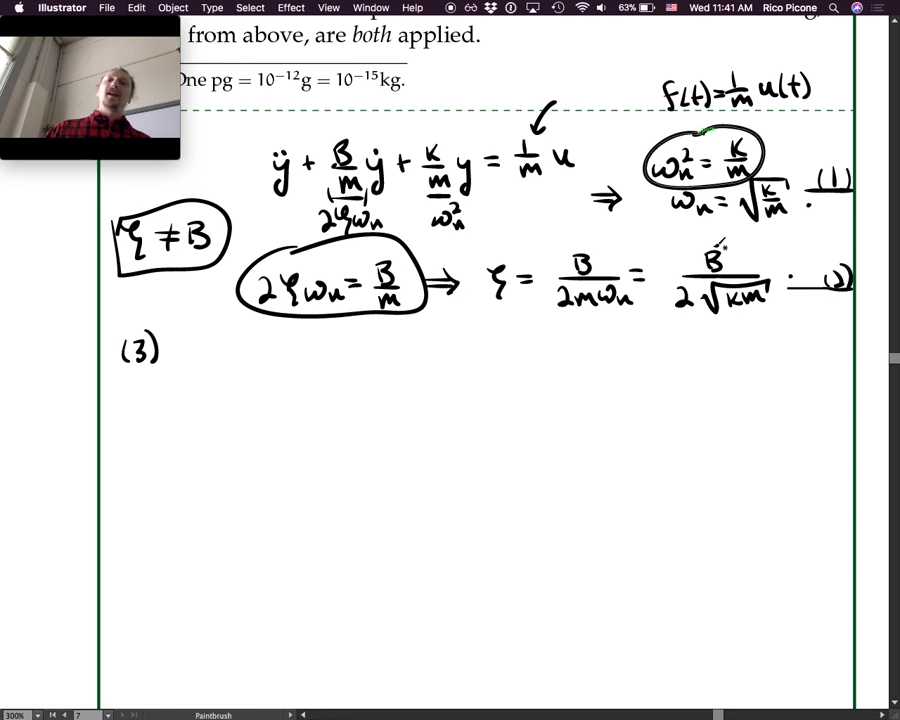 Illustrator File Edit Object Type Select Effect View Window Help 63% Wed 11:41 AM Rico Picone
from above, are both applied.
One pg = 10⁻¹²g = 10⁻¹⁵kg.
f(t) = 1/m u(t)
ÿ + B/m ẏ + K/m y = 1/m u
2ζωₙ ωₙ²
⇒ ωₙ² = K/m
ωₙ = √(K/m) . (1)
ζ ≠ B
2ζωₙ = B/m ⇒ ζ = B/(2mωₙ) = B/(2√(Km)) . (2)
(3)
300% 7 Paintbrush